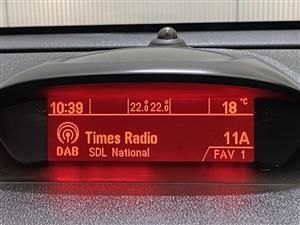 10:39 22.0 22.0 18 °C
Times Radio 11A
DAB SDL National FAV 1